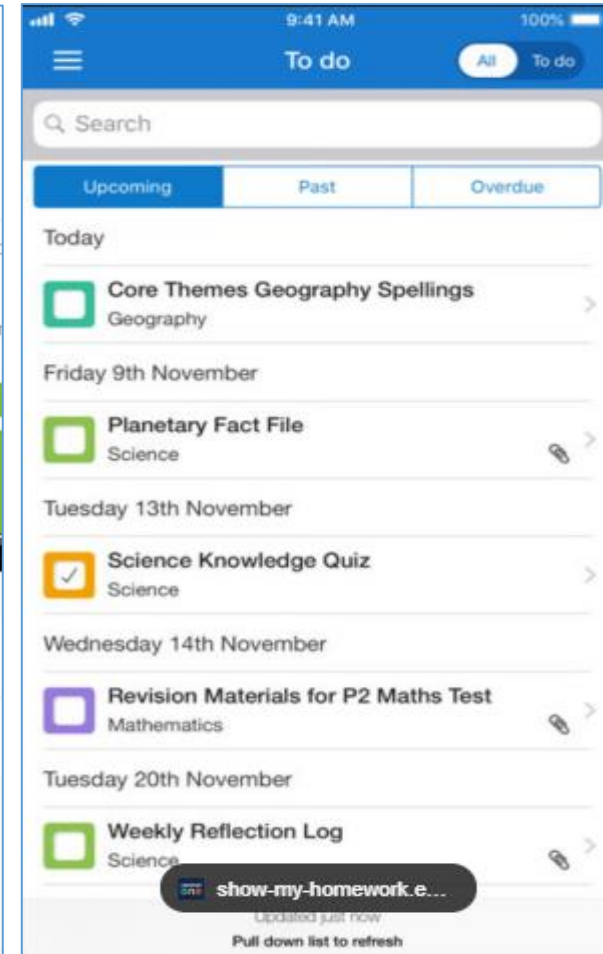 9:41 AM 100%
To do All To do
Search
Upcoming Past Overdue
Today
Core Themes Geography Spellings
Geography
Friday 9th November
Planetary Fact File
Science
Tuesday 13th November
Science Knowledge Quiz
Science
Wednesday 14th November
Revision Materials for P2 Maths Test
Mathematics
Tuesday 20th November
Weekly Reflection Log
Science
show-my-homework.e...
Updated just now
Pull down list to refresh